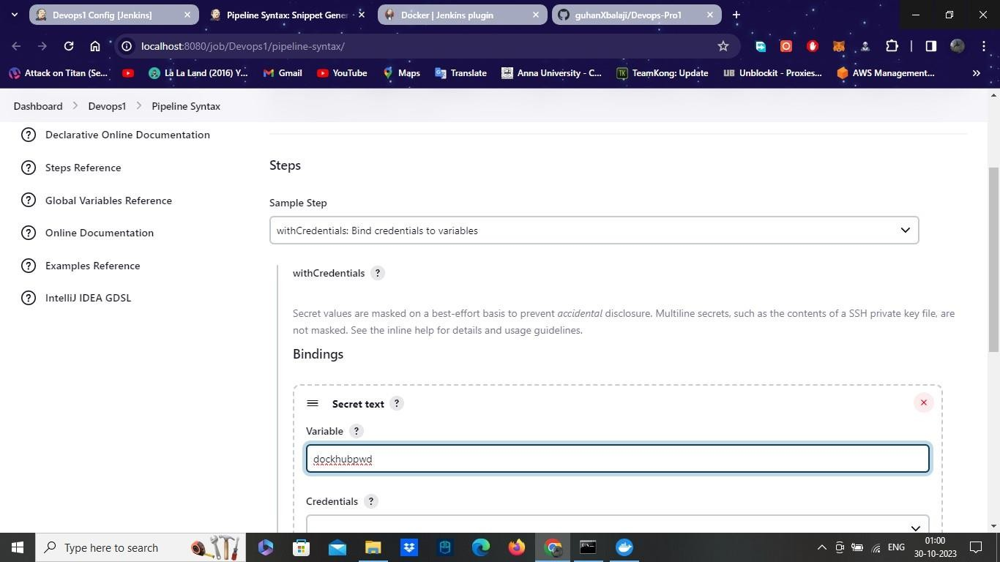 Devops1 Config [Jenkins]
Pipeline Syntax: Snippet Gener
Docker | Jenkins plugin
guhanXbalaji/Devops-Pro1
localhost:8080/job/Devops1/pipeline-syntax/
Attack on Titan (Se...
La La Land (2016) Y...
Gmail
YouTube
Maps
Translate
Anna University - C...
TeamKong: Update
Unblockit - Proxies...
AWS Management...
Dashboard > Devops1 > Pipeline Syntax
Declarative Online Documentation
Steps Reference
Global Variables Reference
Online Documentation
Examples Reference
IntelliJ IDEA GDSL
Steps
Sample Step
withCredentials: Bind credentials to variables
withCredentials ?
Secret values are masked on a best-effort basis to prevent accidental disclosure. Multiline secrets, such as the contents of a SSH private key file, are
not masked. See the inline help for details and usage guidelines.
Bindings
Secret text ?
Variable ?
dockhubpwd
Credentials ?
Type here to search
ENG
01:00
30-10-2023